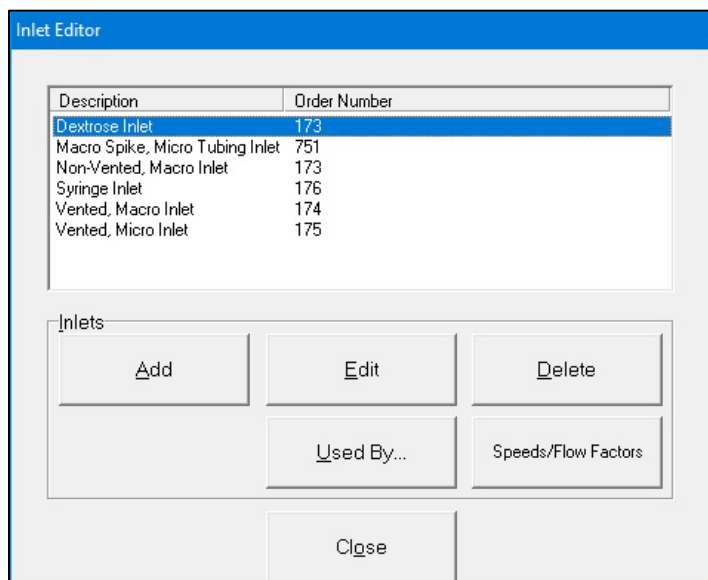 Inlet Editor
Description Order Number
Dextrose Inlet 173
Macro Spike, Micro Tubing Inlet 751
Non-Vented, Macro Inlet 173
Syringe Inlet 176
Vented, Macro Inlet 174
Vented, Micro Inlet 175
Inlets
Add Edit Delete
Used By... Speeds/Flow Factors
Close